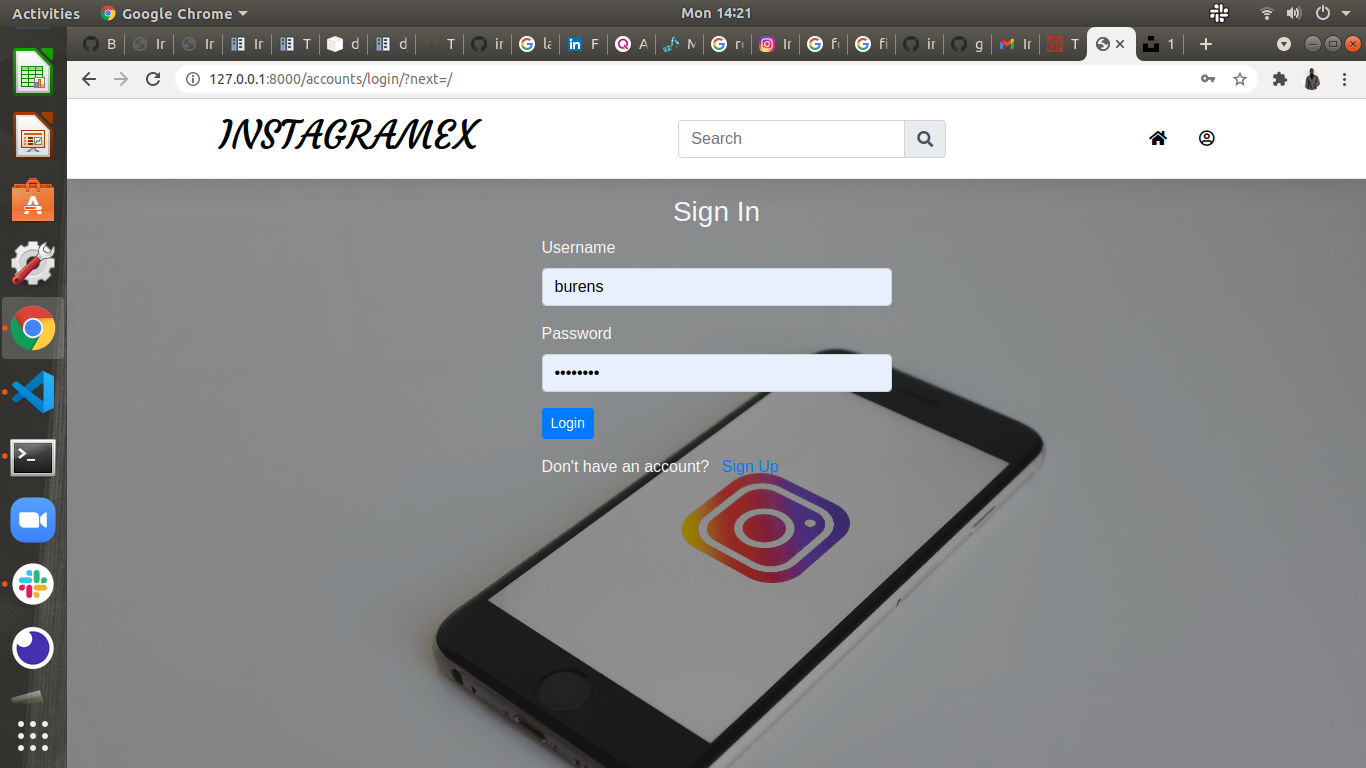 Activities Google Chrome Mon 14:21
B Ir Ir Ir T d d T ir la F A M re Ir fo fi ir g Ir T 1
127.0.0.1:8000/accounts/login/?next=/
INSTAGRAMEX Search
Sign In
Username
burens
Password
••••••••
Login
Don't have an account? Sign Up